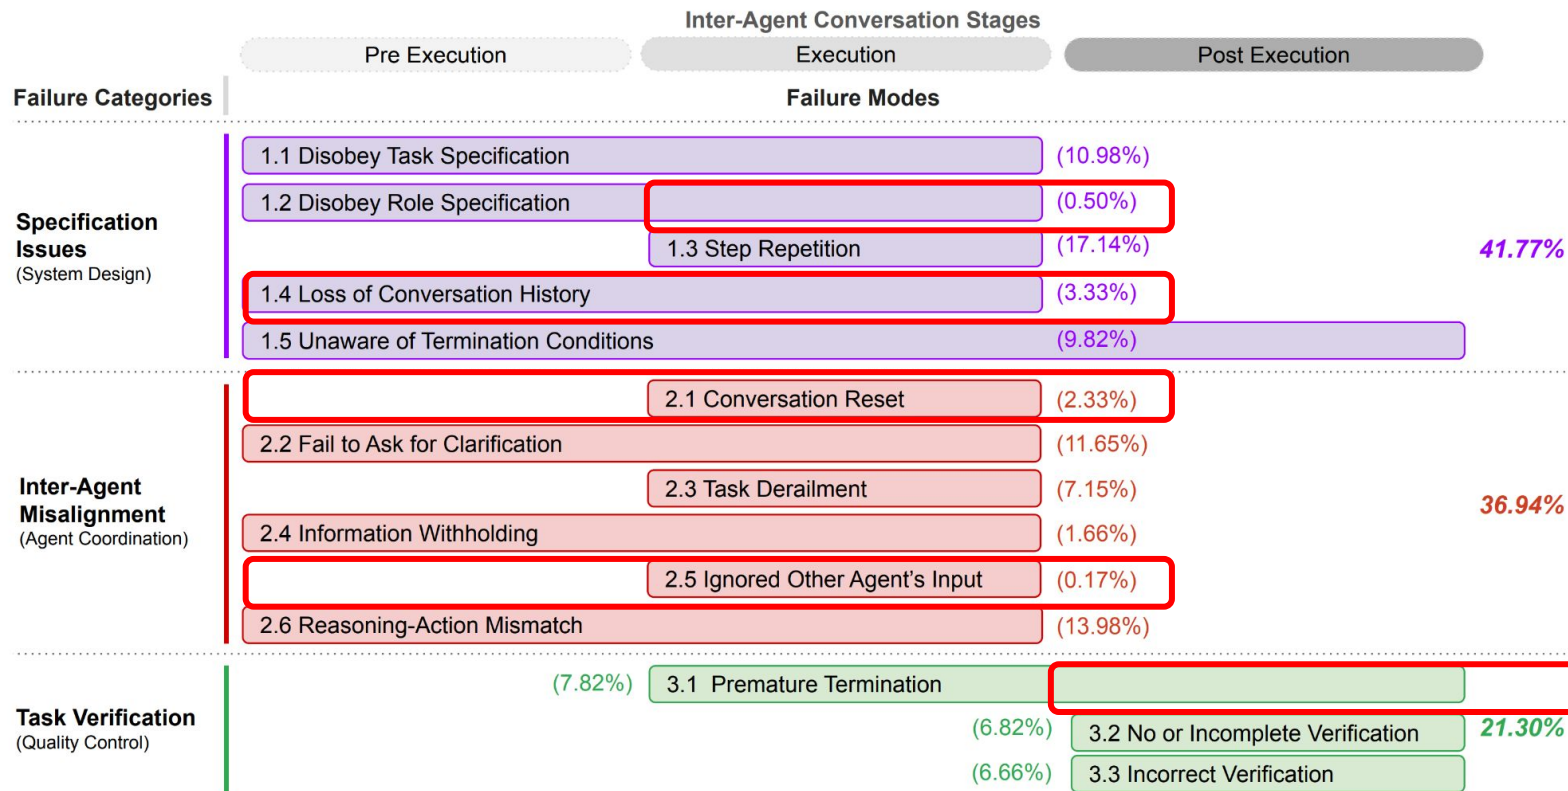 Inter-Agent Conversation Stages
Pre Execution Execution Post Execution
Failure Categories Failure Modes
Specification
Issues
(System Design)
1.1 Disobey Task Specification (10.98%)
1.2 Disobey Role Specification (0.50%)
1.3 Step Repetition (17.14%)
1.4 Loss of Conversation History (3.33%)
1.5 Unaware of Termination Conditions (9.82%)
41.77%
Inter-Agent
Misalignment
(Agent Coordination)
2.1 Conversation Reset (2.33%)
2.2 Fail to Ask for Clarification (11.65%)
2.3 Task Derailment (7.15%)
2.4 Information Withholding (1.66%)
2.5 Ignored Other Agent’s Input (0.17%)
2.6 Reasoning-Action Mismatch (13.98%)
36.94%
Task Verification
(Quality Control)
(7.82%) 3.1 Premature Termination
(6.82%) 3.2 No or Incomplete Verification
(6.66%) 3.3 Incorrect Verification
21.30%